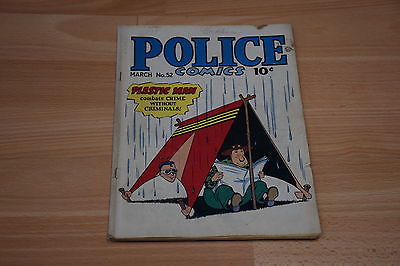 POLICE
COMICS
MARCH No.52
10¢
PLASTIC MAN
combats CRIME
WITHOUT
CRIMINALS!